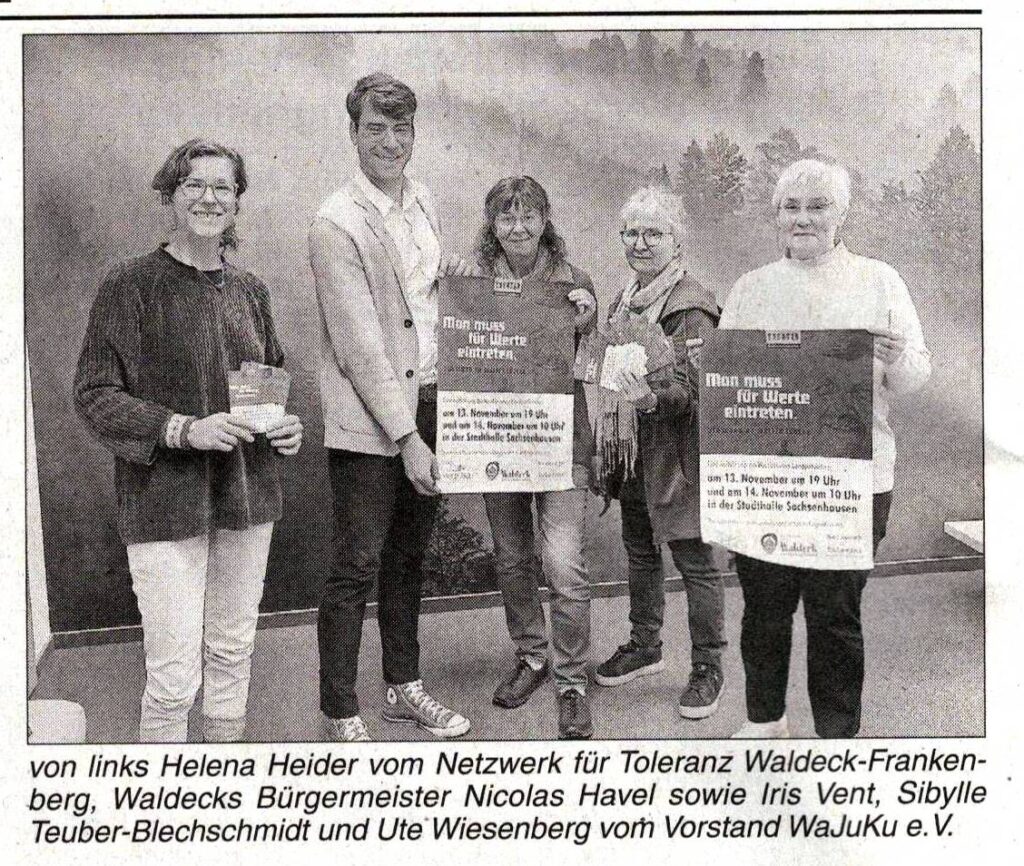 THEATER
Man muss
für Werte
eintreten.
am 13. November um 19 Uhr
und am 14. November um 10 Uhr
in der Stadthalle Sachsenhausen
Waldeck
THEATER
Man muss
für Werte
eintreten.
am 13. November um 19 Uhr
und am 14. November um 10 Uhr
in der Stadthalle Sachsenhausen
Waldeck
von links Helena Heider vom Netzwerk für Toleranz Waldeck-Franken-
berg, Waldecks Bürgermeister Nicolas Havel sowie Iris Vent, Sibylle
Teuber-Blechschmidt und Ute Wiesenberg vom Vorstand WaJuKu e.V.